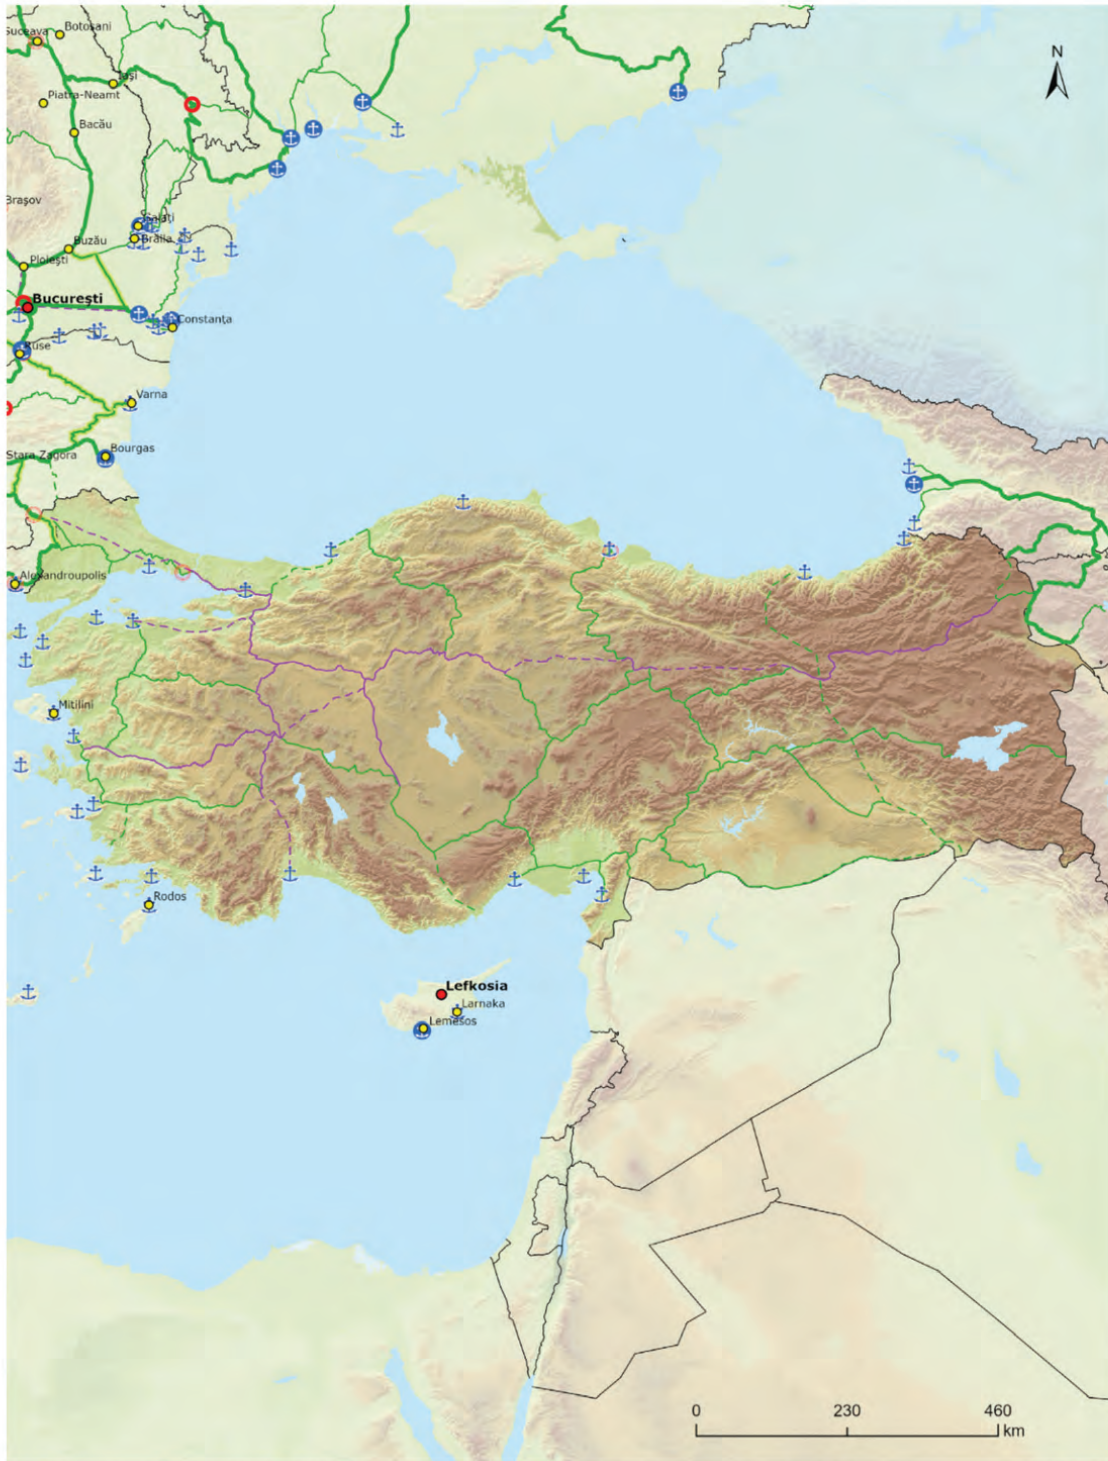 Botoșani
Suceava
N
Iași
Piatra-Neamt
Bacău
Brașov
Galați
Brăila
Buzău
Ploiești
București
Constanța
Ruse
Varna
Bourgas
Stara Zagora
Alexandroupolis
Mitilini
Rodos
Lefkosia
Larnaka
Lemesos
0 230 460
km